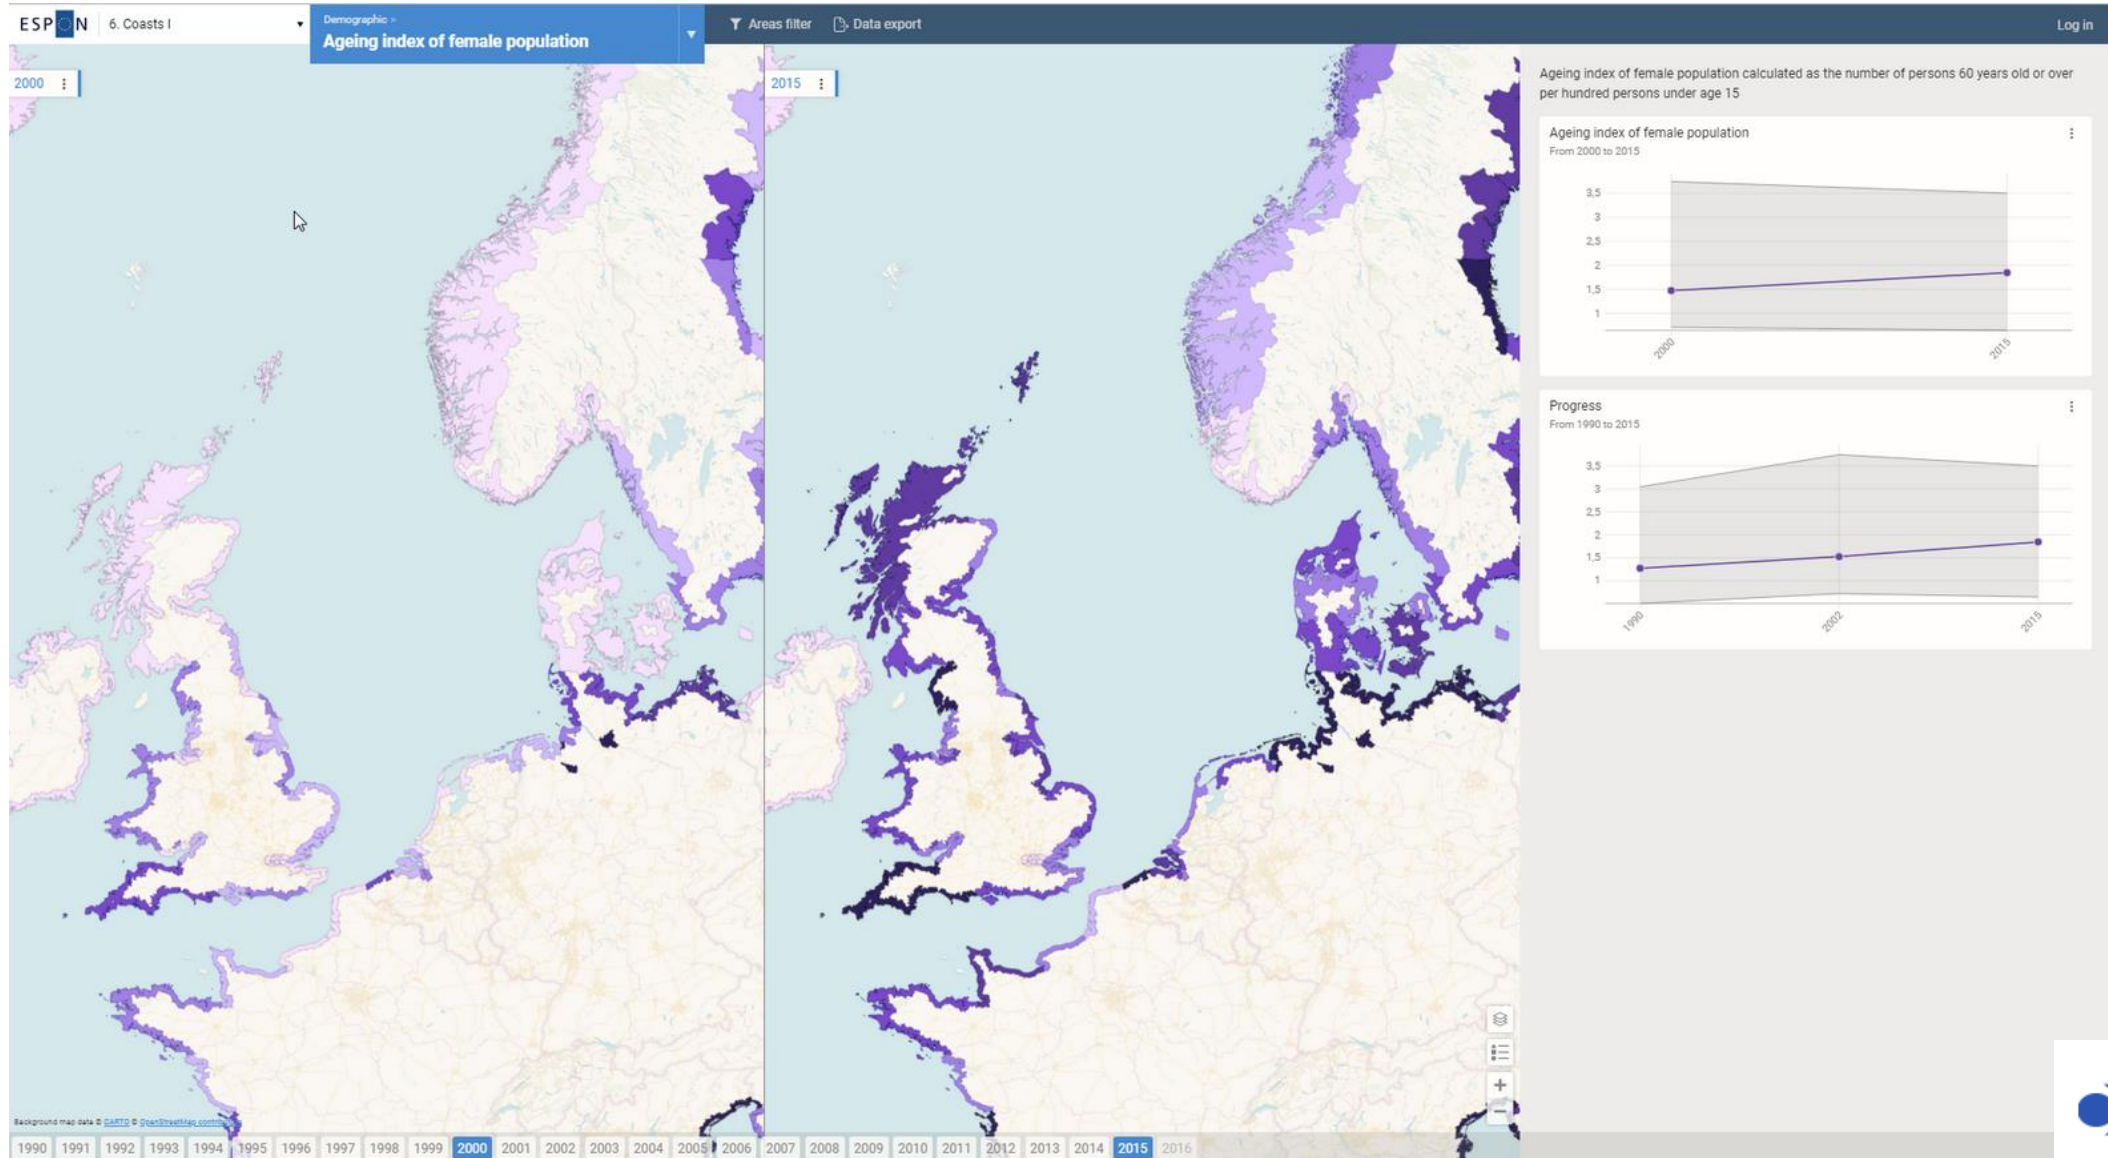 ESPON
6. Coasts I
Demographic >
Ageing index of female population
Areas filter
Data export
Log in
2000
2015
Ageing index of female population calculated as the number of persons 60 years old or over
per hundred persons under age 15
Ageing index of female population
From 2000 to 2015
3,5
3
2,5
2
1,5
1
2000
2015
Progress
From 1990 to 2015
3,5
3
2,5
2
1,5
1
1990
2002
2015
Background map data © CARTO © OpenStreetMap
1990 1991 1992 1993 1994 1995 1996 1997 1998 1999 2000 2001 2002 2003 2004 2005 2006 2007 2008 2009 2010 2011 2012 2013 2014 2015 2016